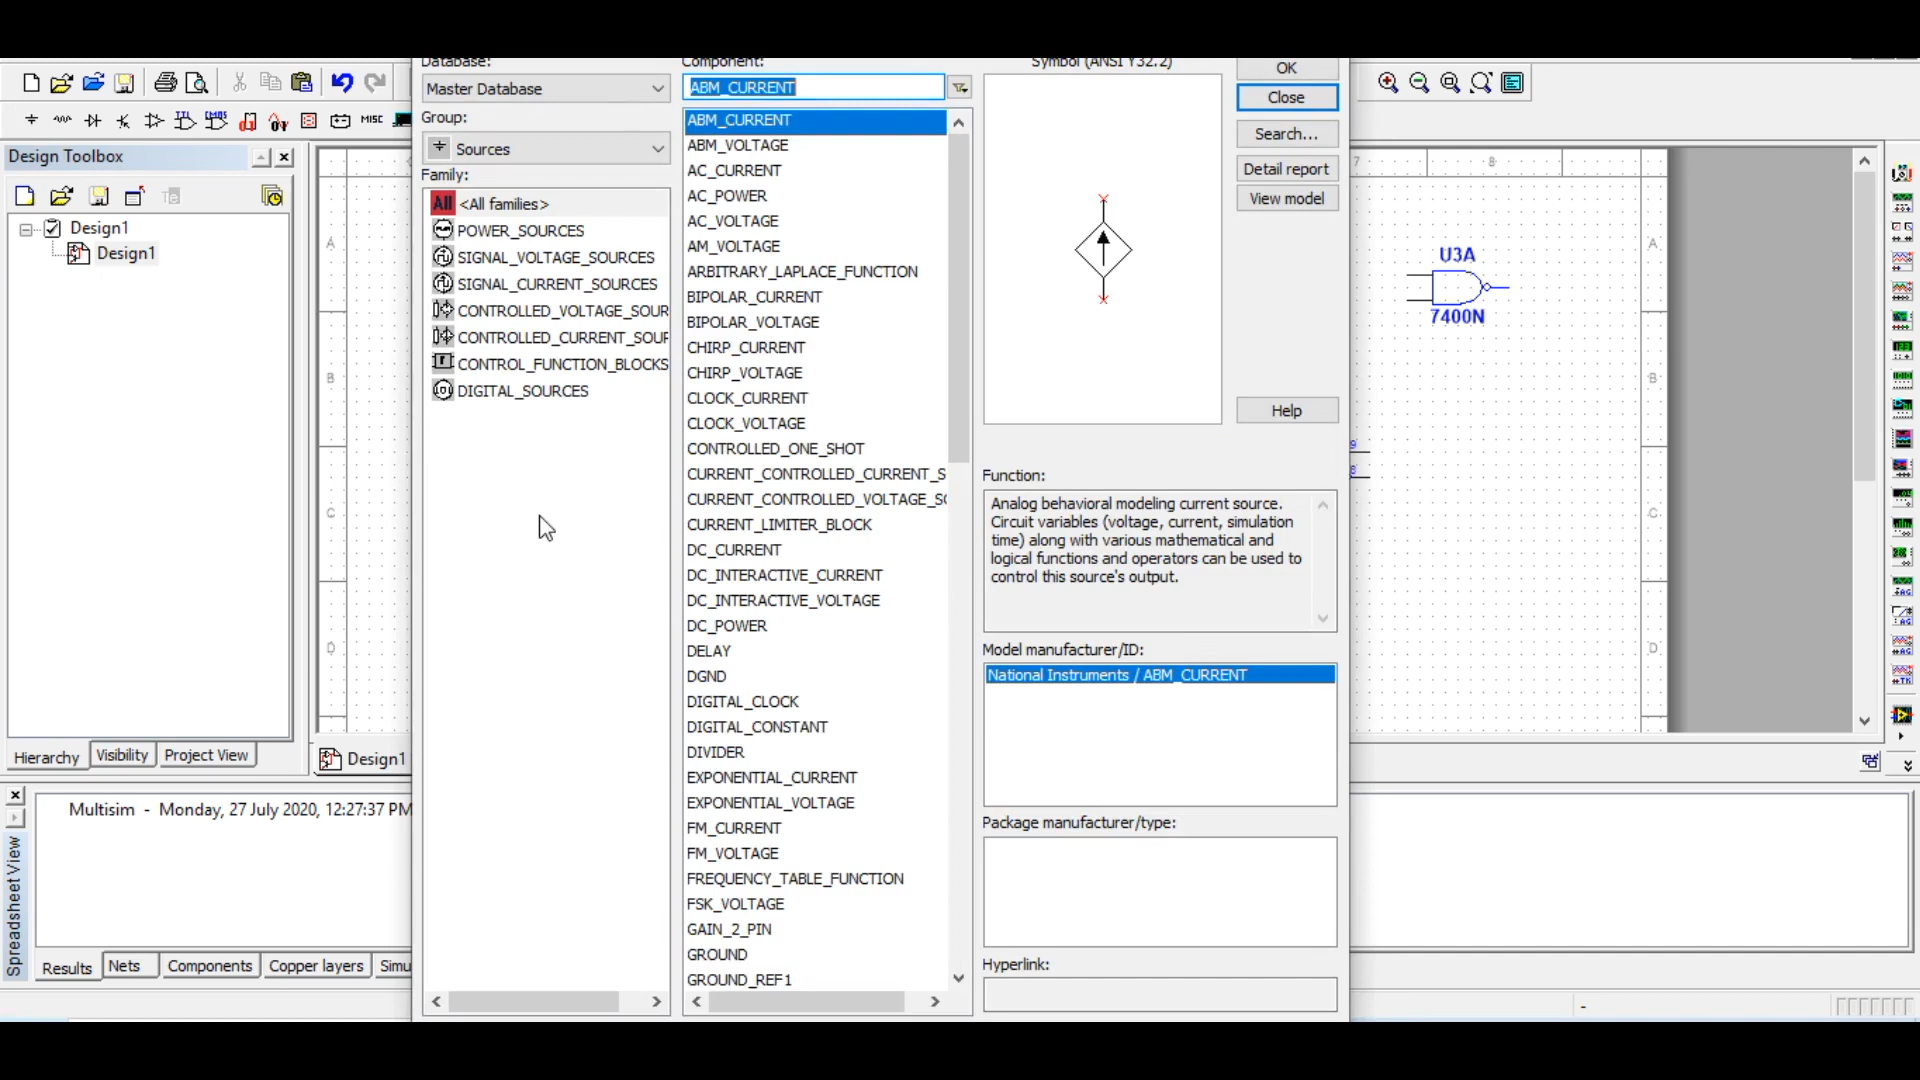 Database:
Master Database
Group:
Sources
Family:
All <All families>
POWER_SOURCES
SIGNAL_VOLTAGE_SOURCES
SIGNAL_CURRENT_SOURCES
CONTROLLED_VOLTAGE_SOUR
CONTROLLED_CURRENT_SOUR
CONTROL_FUNCTION_BLOCKS
DIGITAL_SOURCES
Component:
ABM_CURRENT
ABM_CURRENT
ABM_VOLTAGE
AC_CURRENT
AC_POWER
AC_VOLTAGE
AM_VOLTAGE
ARBITRARY_LAPLACE_FUNCTION
BIPOLAR_CURRENT
BIPOLAR_VOLTAGE
CHIRP_CURRENT
CHIRP_VOLTAGE
CLOCK_CURRENT
CLOCK_VOLTAGE
CONTROLLED_ONE_SHOT
CURRENT_CONTROLLED_CURRENT_S
CURRENT_CONTROLLED_VOLTAGE_SO
CURRENT_LIMITER_BLOCK
DC_CURRENT
DC_INTERACTIVE_CURRENT
DC_INTERACTIVE_VOLTAGE
DC_POWER
DELAY
DGND
DIGITAL_CLOCK
DIGITAL_CONSTANT
DIVIDER
EXPONENTIAL_CURRENT
EXPONENTIAL_VOLTAGE
FM_CURRENT
FM_VOLTAGE
FREQUENCY_TABLE_FUNCTION
FSK_VOLTAGE
GAIN_2_PIN
GROUND
GROUND_REF1
Symbol (ANSI Y32.2)
OK
Close
Search...
Detail report
View model
Help
Function:
Analog behavioral modeling current source.
Circuit variables (voltage, current, simulation
time) along with various mathematical and
logical functions and operators can be used to
control this source's output.
Model manufacturer/ID:
National Instruments / ABM_CURRENT
Package manufacturer/type:
Hyperlink:
MISC
Design Toolbox
Design1
Design1
Hierarchy
Visibility
Project View
A
B
C
D
Design1
7
8
U3A
7400N
A
B
C
D
Multisim - Monday, 27 July 2020, 12:27:37 PM
Spreadsheet View
Results
Nets
Components
Copper layers
Simu
-